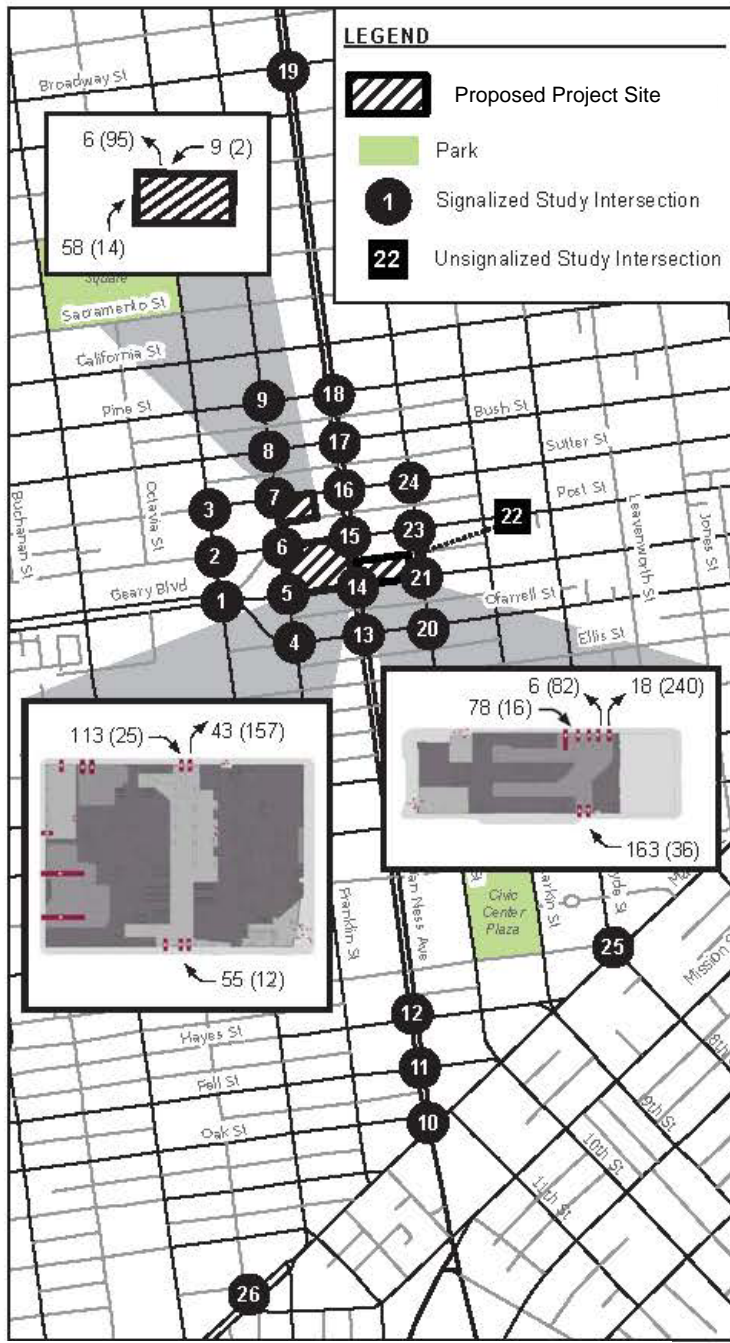 LEGEND
Proposed Project Site
Park
1 Signalized Study Intersection
22 Unsignalized Study Intersection
Broadway St
19
6 (95)
9 (2)
58 (14)
Square
Sacramento St
California St
Pine St
9
18
Bush St
8
17
Sutter St
Octavia St
7
16
24
Post St
Buchanan St
3
22
Leavenworth St
Jones St
15
23
2
6
Geary Blvd
5
14
21
1
Ofarrell St
4
13
20
Ellis St
113 (25)
43 (157)
55 (12)
6 (82)
18 (240)
78 (16)
163 (36)
Franklin St
Van Ness Ave
Civic
Center
Plaza
25
12
Hayes St
11
Fell St
10
Oak St
9th St
10th St
11th St
26